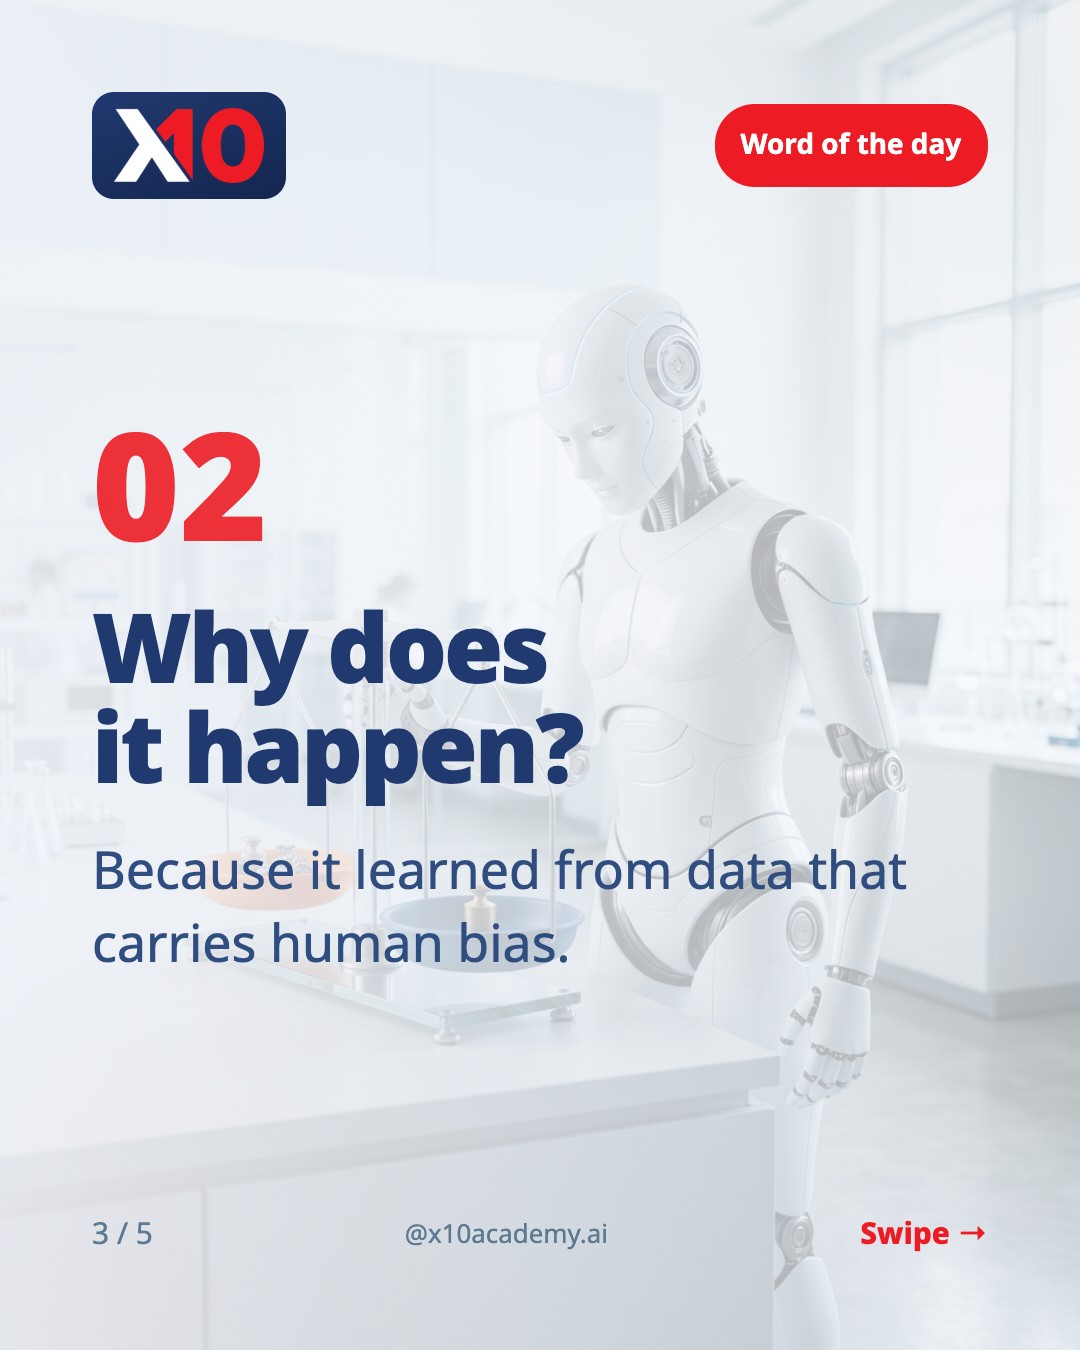 X10
Word of the day
02
Why does
it happen?
Because it learned from data that
carries human bias.
3 / 5
@x10academy.ai
Swipe →